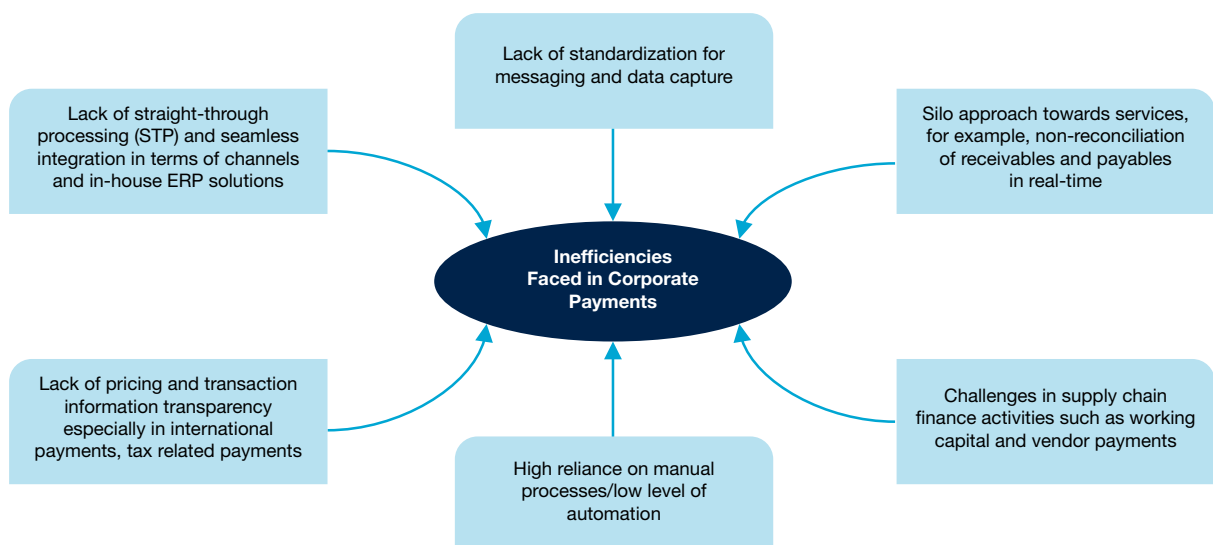 Lack of standardization for
messaging and data capture
Lack of straight-through
processing (STP) and seamless
integration in terms of channels
and in-house ERP solutions
Silo approach towards services,
for example, non-reconciliation
of receivables and payables
in real-time
Inefficiencies
Faced in Corporate
Payments
Lack of pricing and transaction
information transparency
especially in international
payments, tax related payments
High reliance on manual
processes/low level of
automation
Challenges in supply chain
finance activities such as working
capital and vendor payments